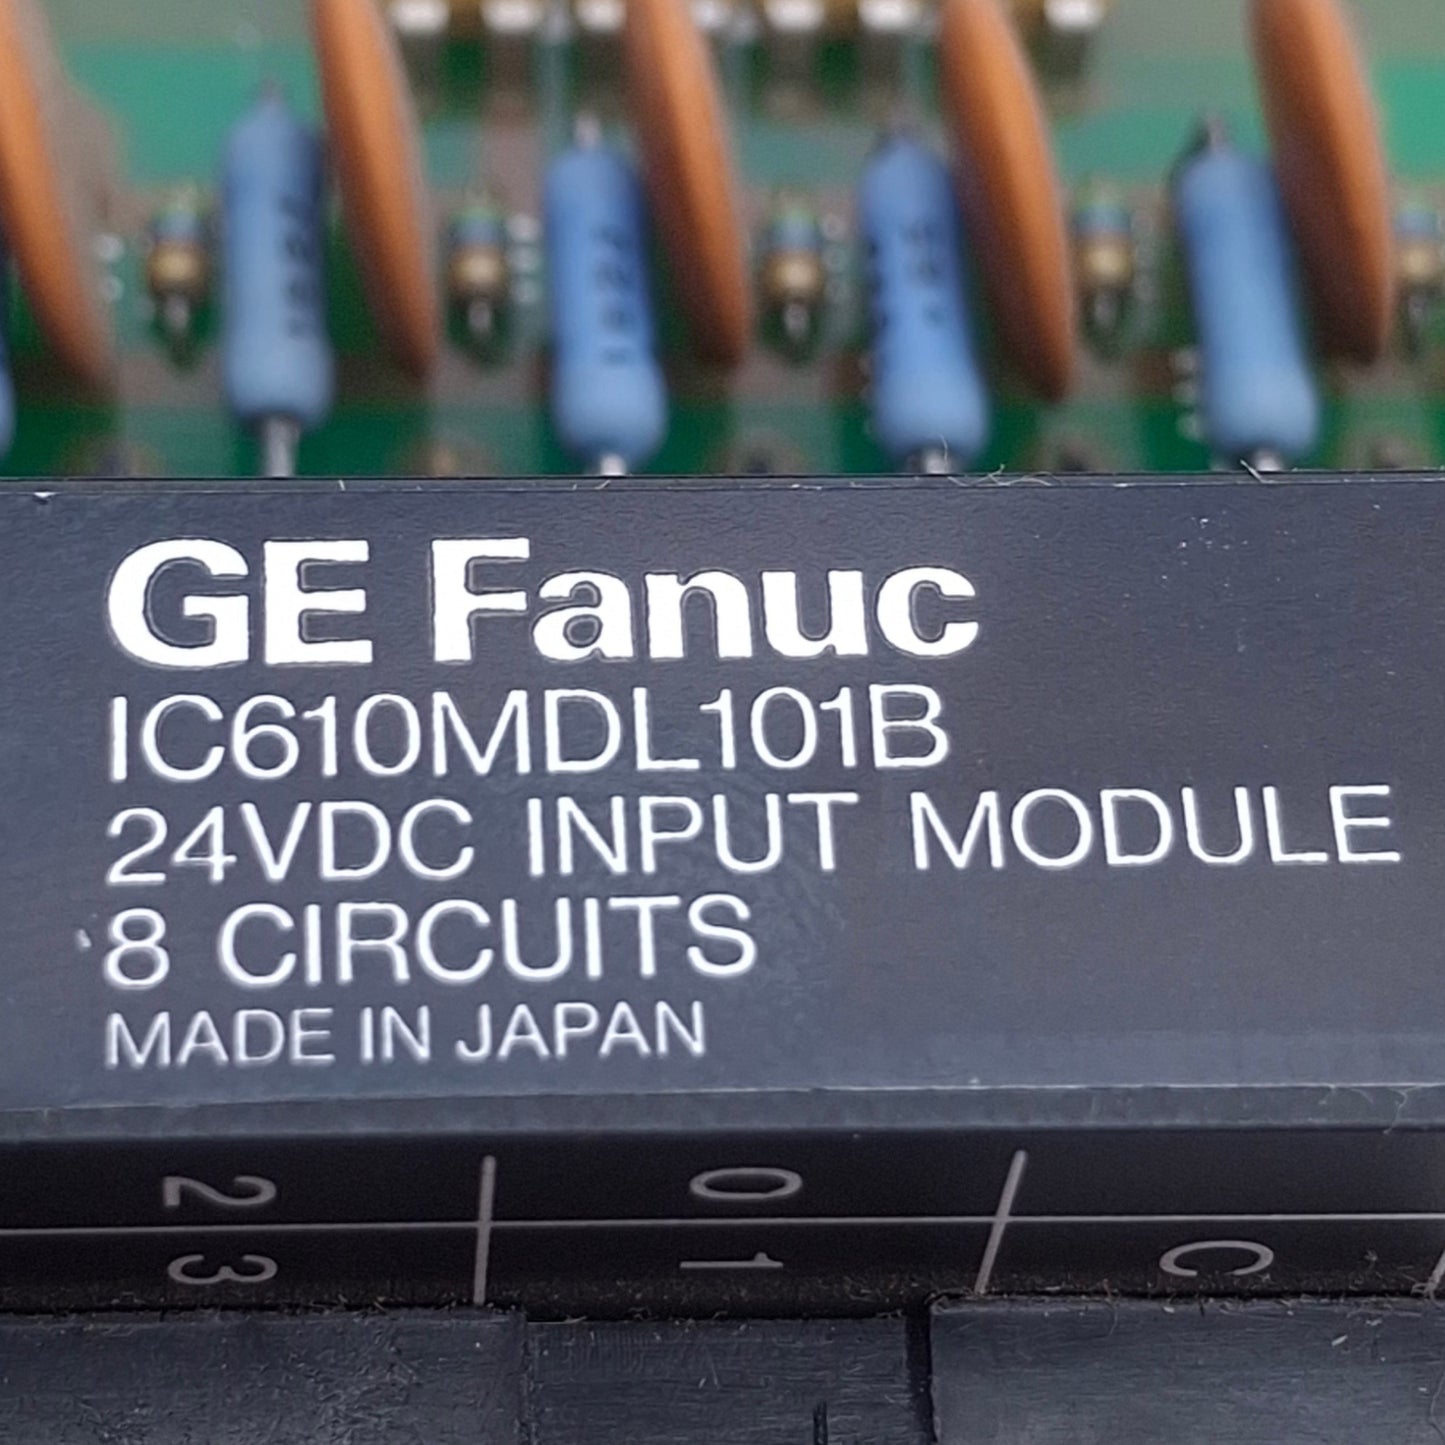 GE Fanuc
IC610MDL101B
24VDC INPUT MODULE
8 CIRCUITS
MADE IN JAPAN
2 0
3 1 C